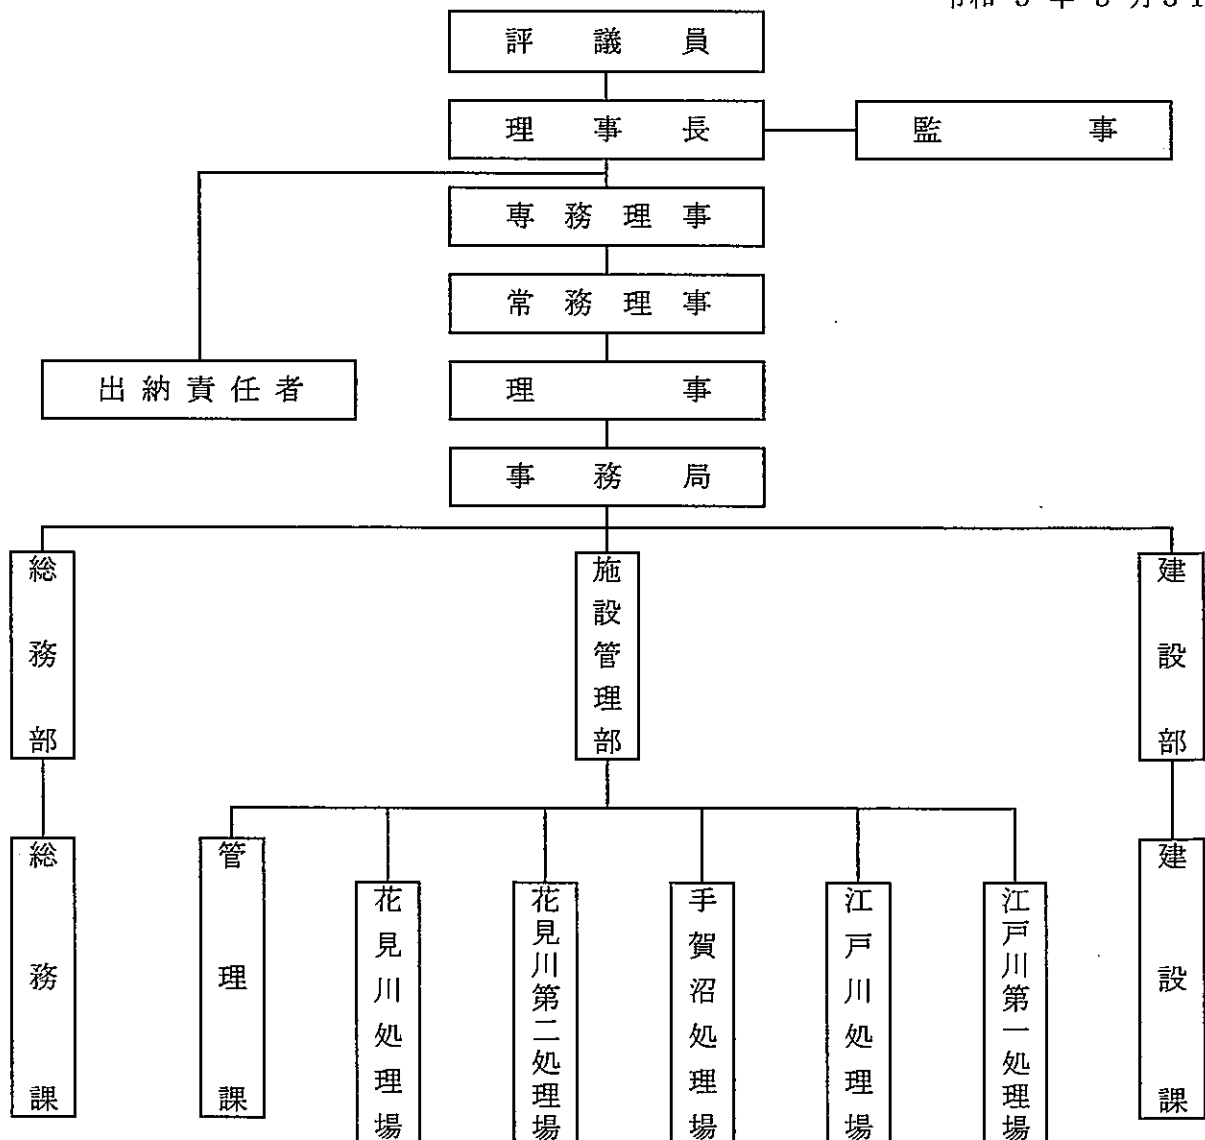 評議員
理事長
監事
専務理事
常務理事
出納責任者
理事
事務局
総務部
施設管理部
建設部
総務課
管理課
花見川処理場
花見川第二処理場
手賀沼処理場
江戸川処理場
江戸川第一処理場
建設課